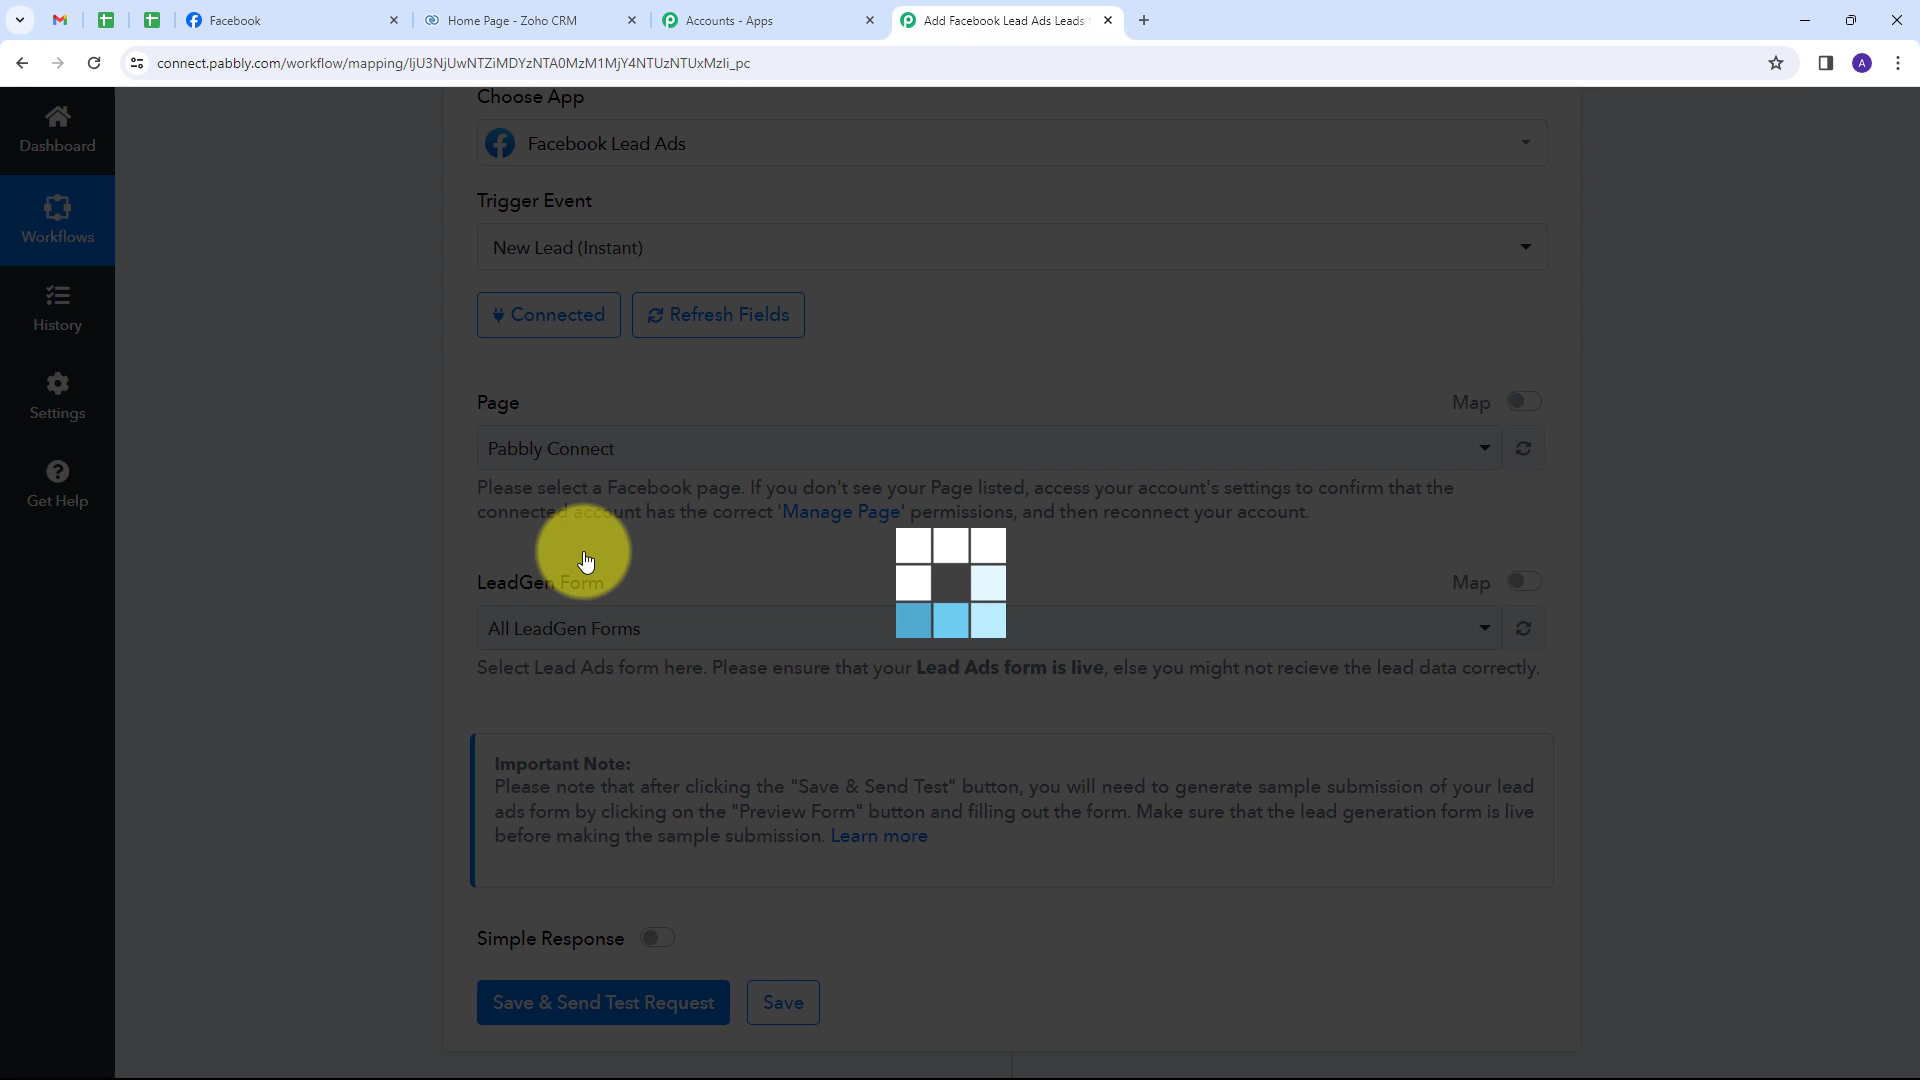 Facebook
Home Page - Zoho CRM
Accounts - Apps
Add Facebook Lead Ads Leads
connect.pabbly.com/workflow/mapping/IjU3NjUwNTZiMDYzNTA0MzM1MjY4NTUzNTUxMzIi_pc
A
Dashboard
Workflows
History
Settings
Get Help
Choose App
Facebook Lead Ads
Trigger Event
New Lead (Instant)
Connected
Refresh Fields
Page
Map
Pabbly Connect
Please select a Facebook page. If you don't see your Page listed, access your account's settings to confirm that the
connected account has the correct 'Manage Page' permissions, and then reconnect your account.
LeadGen Form
Map
All LeadGen Forms
Select Lead Ads form here. Please ensure that your Lead Ads form is live, else you might not recieve the lead data correctly.
Important Note:
Please note that after clicking the "Save & Send Test" button, you will need to generate sample submission of your lead
ads form by clicking on the "Preview Form" button and filling out the form. Make sure that the lead generation form is live
before making the sample submission. Learn more
Simple Response
Save & Send Test Request
Save